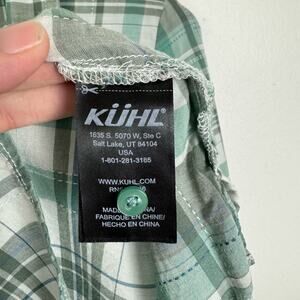 KÜHL
1635 S. 5070 W, Ste C
Salt Lake, UT 84104
USA
1-801-281-3185
WWW.KUHL.COM
FABRIQUÉ EN CHINE/
HECHO EN CHINA